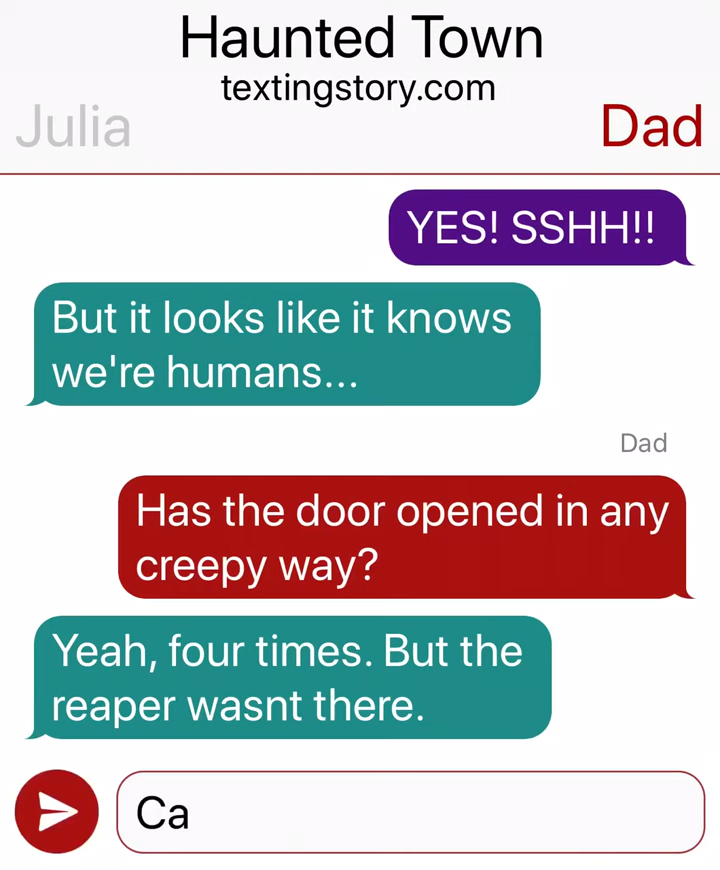 Haunted Town
textingstory.com
Julia
Dad
YES! SSHH!!
But it looks like it knows
we're humans...
Dad
Has the door opened in any
creepy way?
Yeah, four times. But the
reaper wasnt there.
Ca